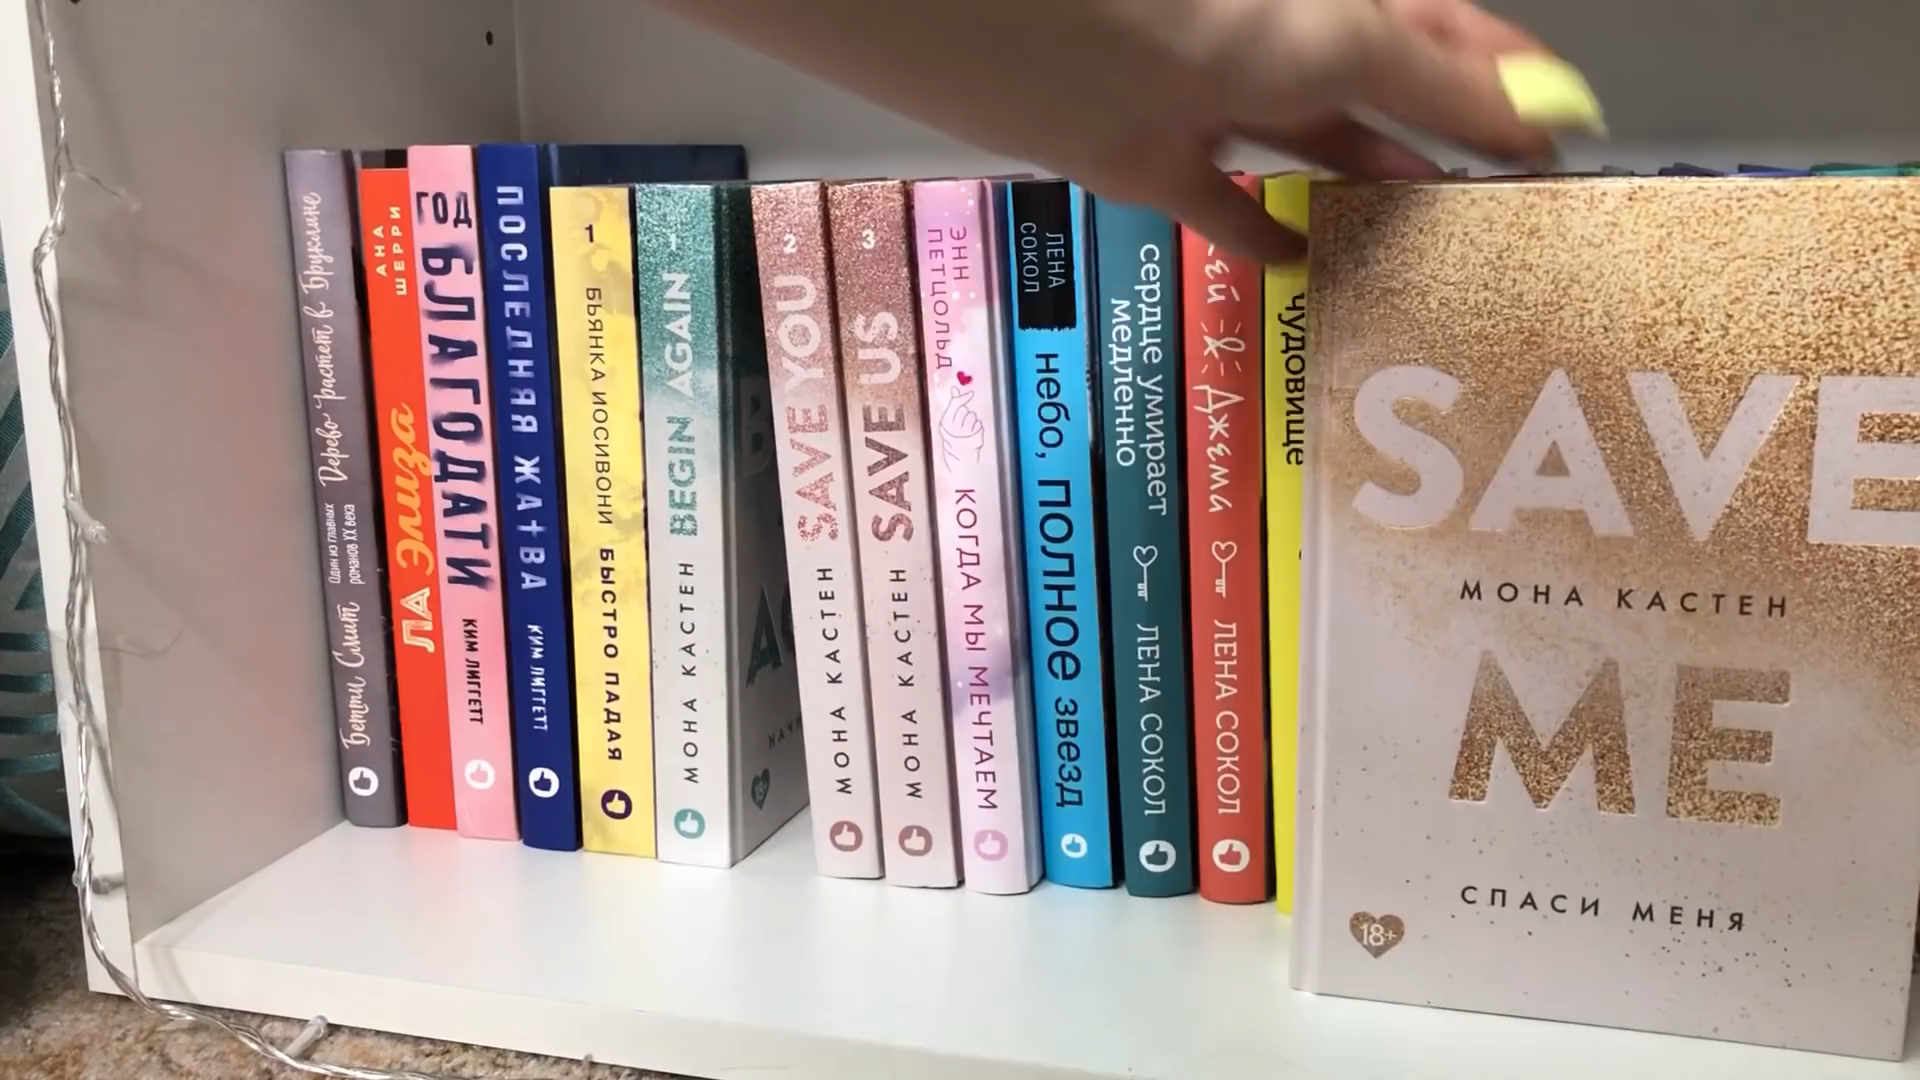 Бетти Смит
один из главных
романов XX века
Дерево растет в Бруклине
АНА
ШЕРРИ
ЛА Элиза
ГОД
БЛАГОДАТИ
КИМ ЛИГГЕТТ
ПОСЛЕДНЯЯ ЖАТВА
КИМ ЛИГГЕТТ
1
БЬЯНКА ИОСИВОНИ
БЫСТРО ПАДАЯ
1
МОНА КАСТЕН
BEGIN AGAIN
18+
2
МОНА КАСТЕН
SAVE YOU
3
МОНА КАСТЕН
SAVE US
ЭНН
ПЕТЦОЛЬД
КОГДА МЫ МЕЧТАЕМ
ЛЕНА
СОКОЛ
небо, полное звезд
сердце умирает
медленно
ЛЕНА СОКОЛ
Джема
ЛЕНА СОКОЛ
чудовище
SAVE
МОНА КАСТЕН
ME
СПАСИ МЕНЯ
18+